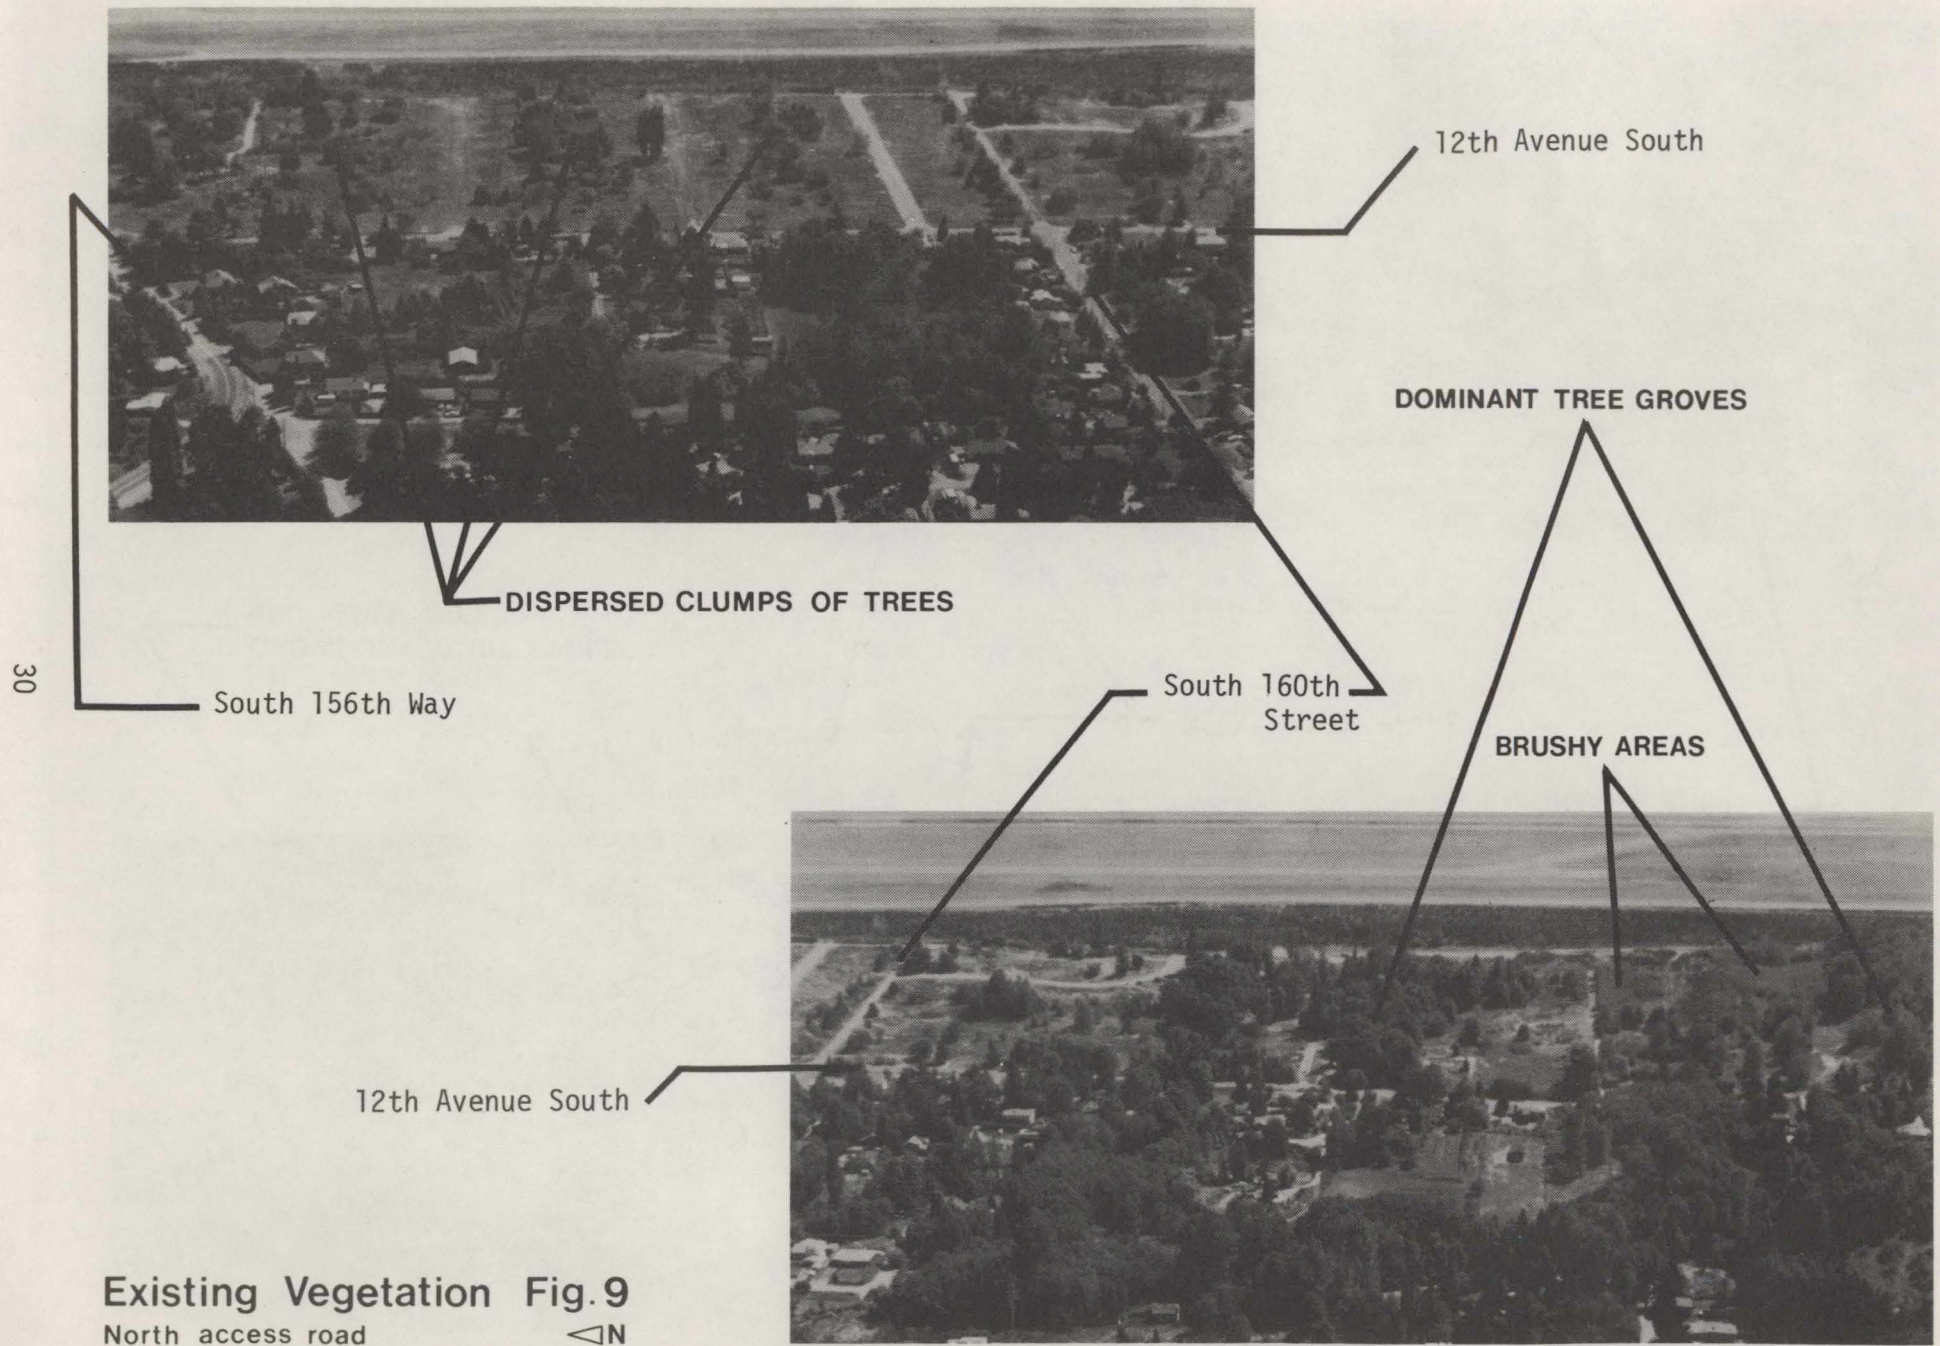 12th Avenue South
DOMINANT TREE GROVES
DISPERSED CLUMPS OF TREES
South 156th Way
South 160th
Street
BRUSHY AREAS
12th Avenue South
Existing Vegetation Fig. 9
North access road N
30